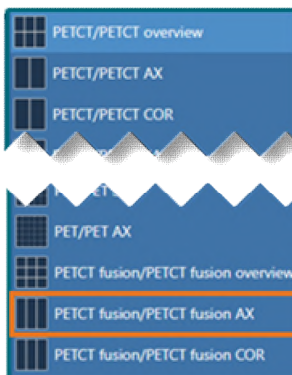 PETCT/PETCT overview
PETCT/PETCT AX
PETCT/PETCT COR
PET/PET AX
PETCT fusion/PETCT fusion overview
PETCT fusion/PETCT fusion AX
PETCT fusion/PETCT fusion COR